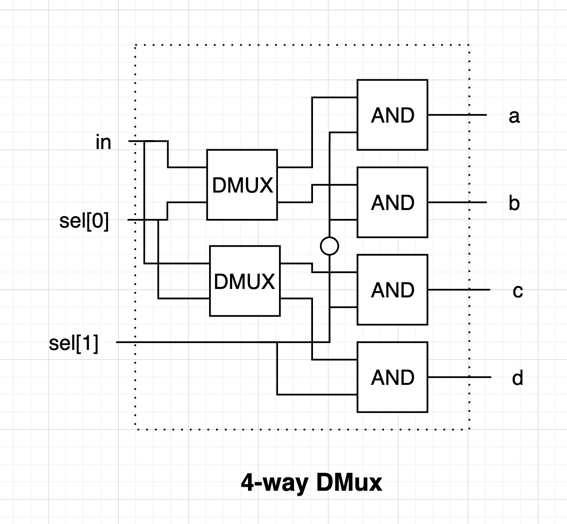 AND
a
in
DMUX
AND
b
sel[0]
DMUX
AND
c
sel[1]
AND
d
4-way DMux